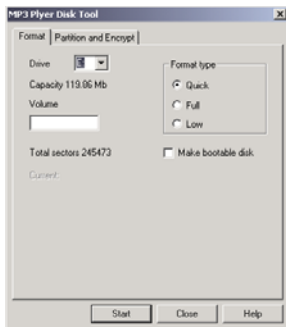 MP3 Plyer Disk Tool
Format Partition and Encrypt
Drive
Format type
Capacity 119.86 Mb
Quick
Volume
Full
Low
Total sectors 245473
Make bootable disk
Current:
Start Close Help